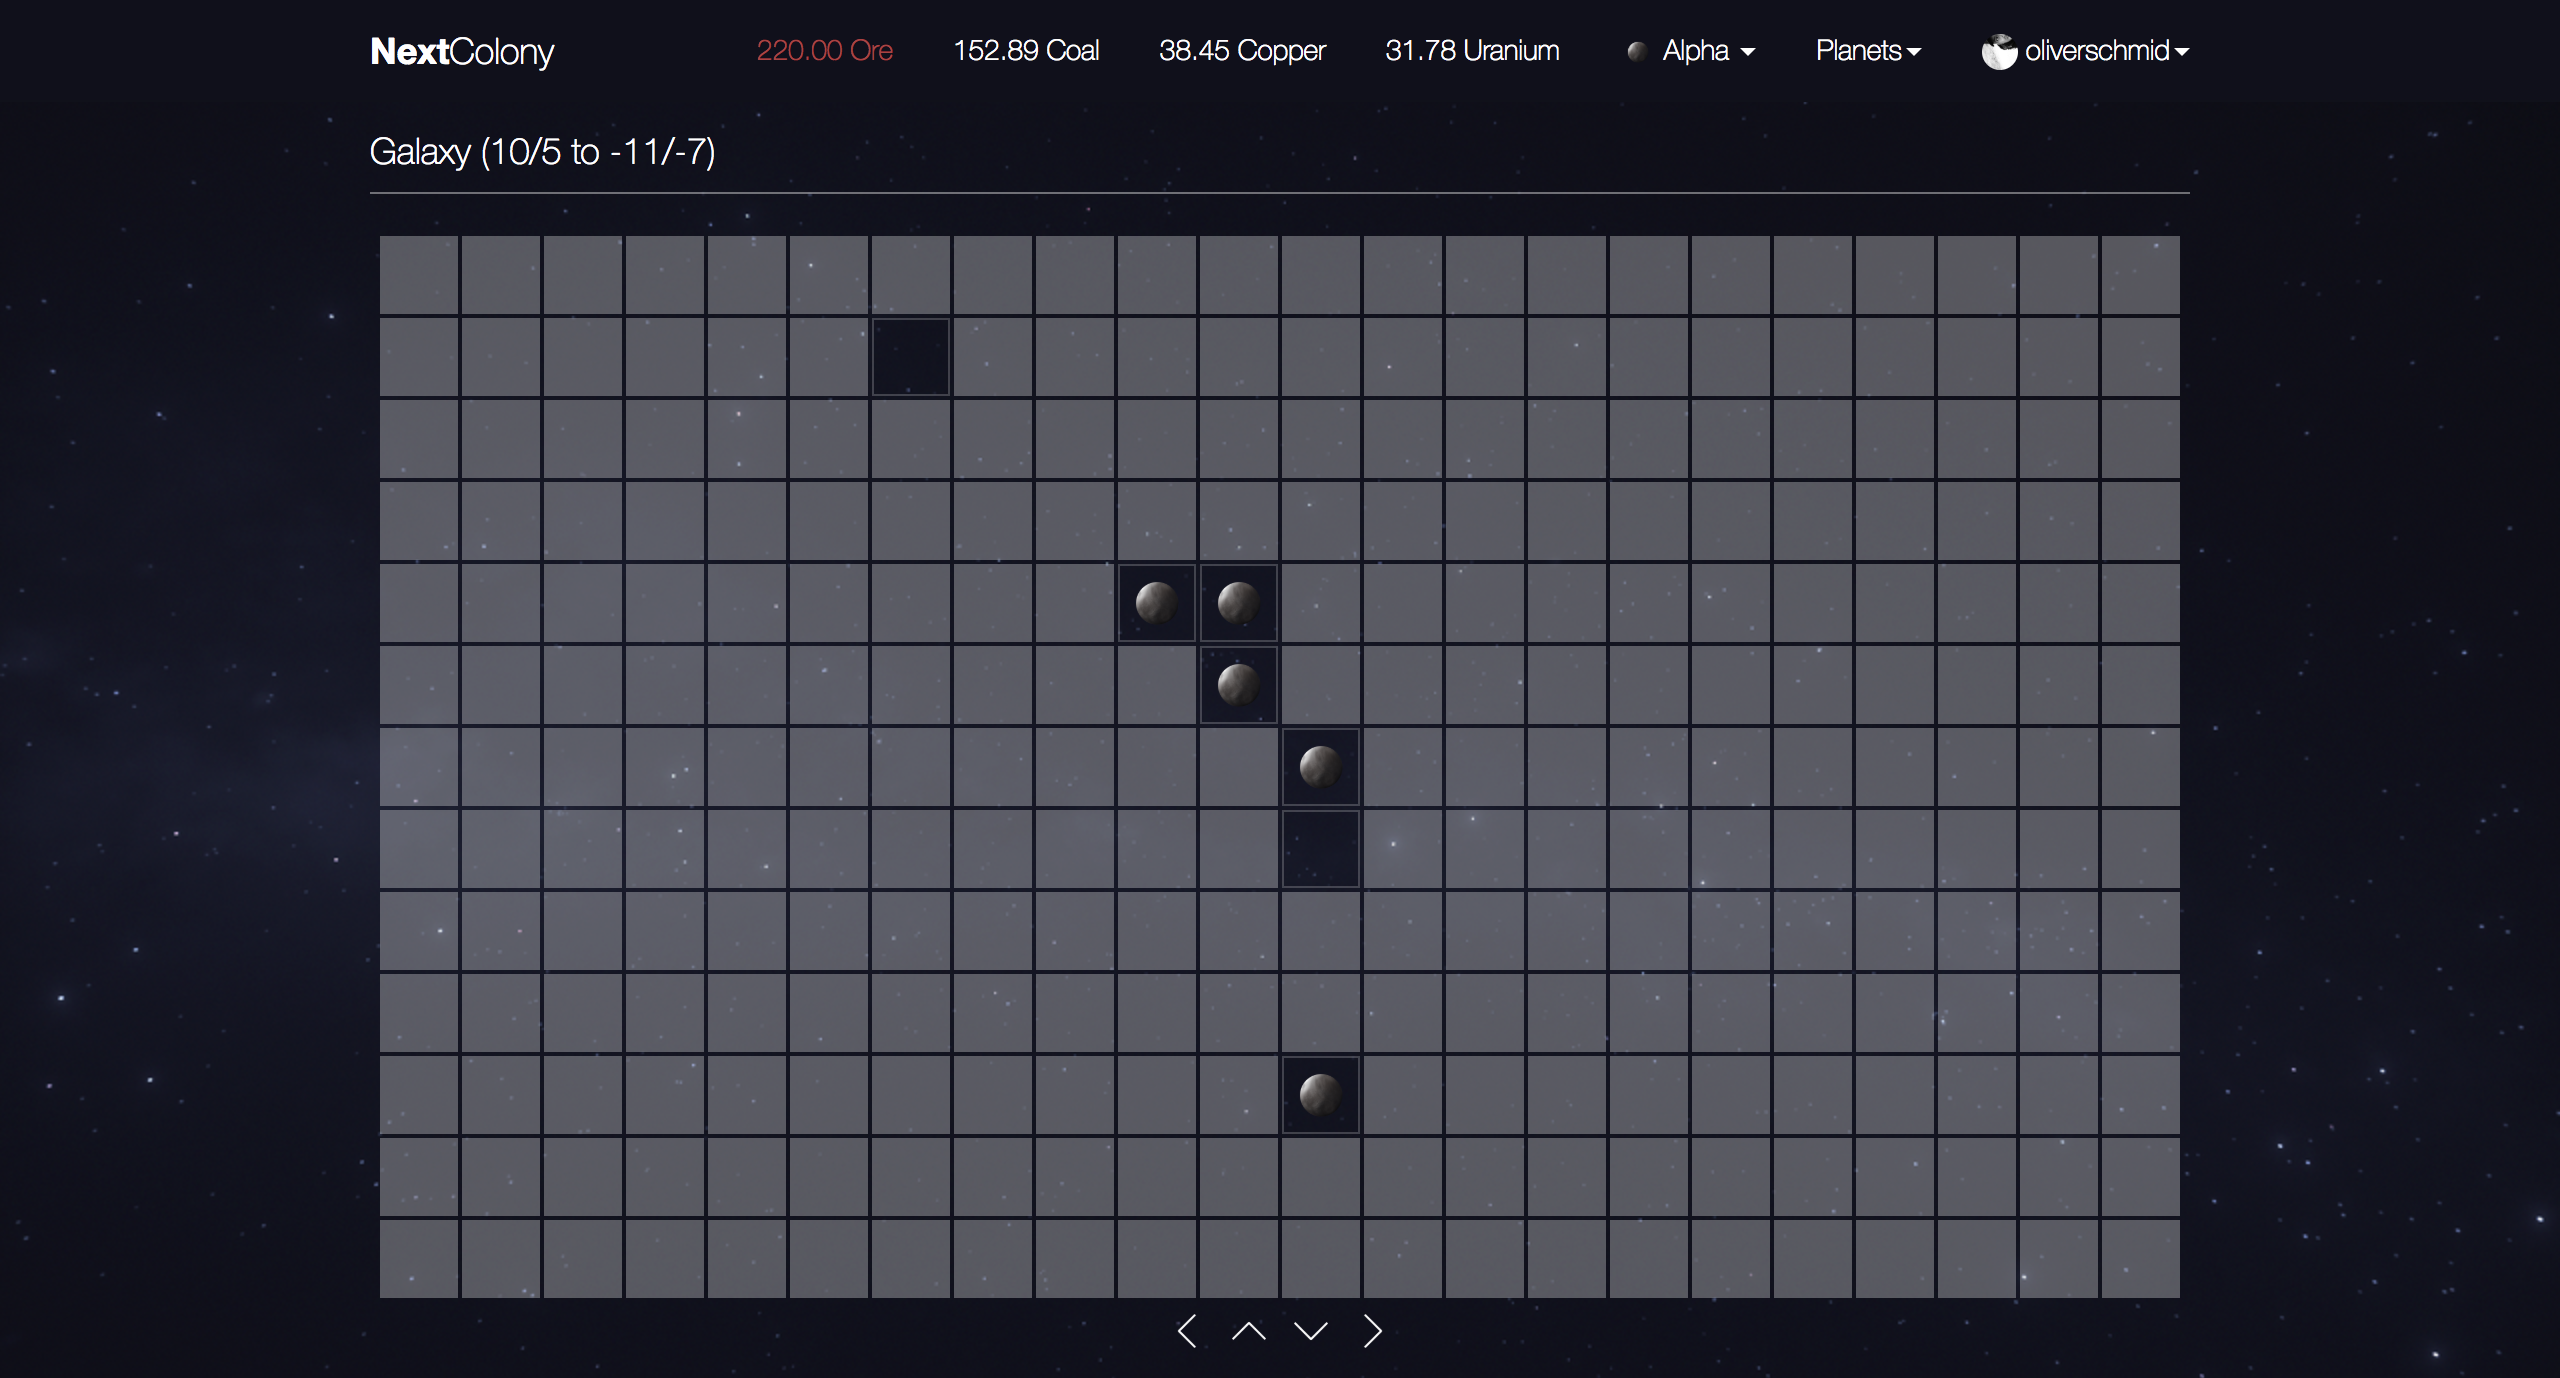 NextColony 220.00 Ore 152.89 Coal 38.45 Copper 31.78 Uranium Alpha Planets oliverschmid
Galaxy (10/5 to -11/-7)